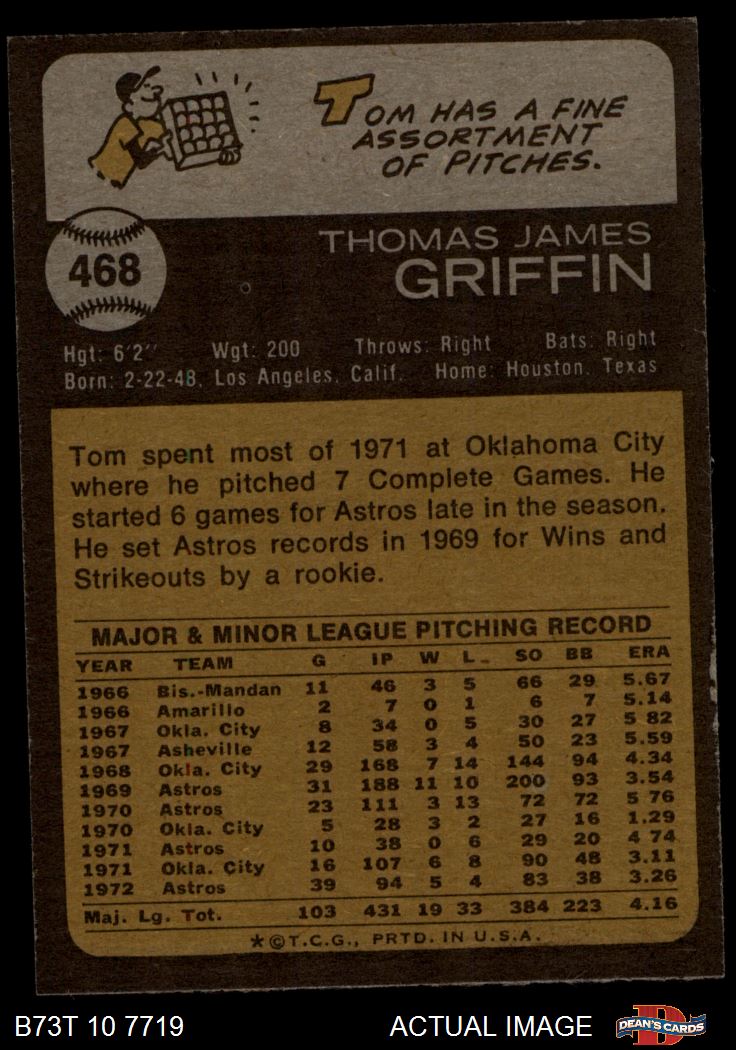 TOM HAS A FINE
ASSORTMENT
OF PITCHES.
468
THOMAS JAMES
GRIFFIN
Hgt: 6'2" Wgt: 200 Throws: Right Bats: Right
Born: 2-22-48, Los Angeles, Calif. Home: Houston, Texas
Tom spent most of 1971 at Oklahoma City
where he pitched 7 Complete Games. He
started 6 games for Astros late in the season.
He set Astros records in 1969 for Wins and
Strikeouts by a rookie.
MAJOR & MINOR LEAGUE PITCHING RECORD
YEAR TEAM G IP W L SO BB ERA
1966 Bis.-Mandan 11 46 3 5 66 29 5.67
1966 Amarillo 2 7 0 1 6 7 5.14
1967 Okla. City 8 34 0 5 30 27 5 82
1967 Asheville 12 58 3 4 50 23 5.59
1968 Okla. City 29 168 7 14 144 94 4.34
1969 Astros 31 188 11 10 200 93 3.54
1970 Astros 23 111 3 13 72 72 5 76
1970 Okla. City 5 28 3 2 27 16 1.29
1971 Astros 10 38 0 6 29 20 4 74
1971 Okla. City 16 107 6 8 90 48 3.11
1972 Astros 39 94 5 4 83 38 3.26
Maj. Lg. Tot. 103 431 19 33 384 223 4.16
*©T.C.G., PRTD. IN U.S.A.
B73T 10 7719 ACTUAL IMAGE D DEAN'S CARDS